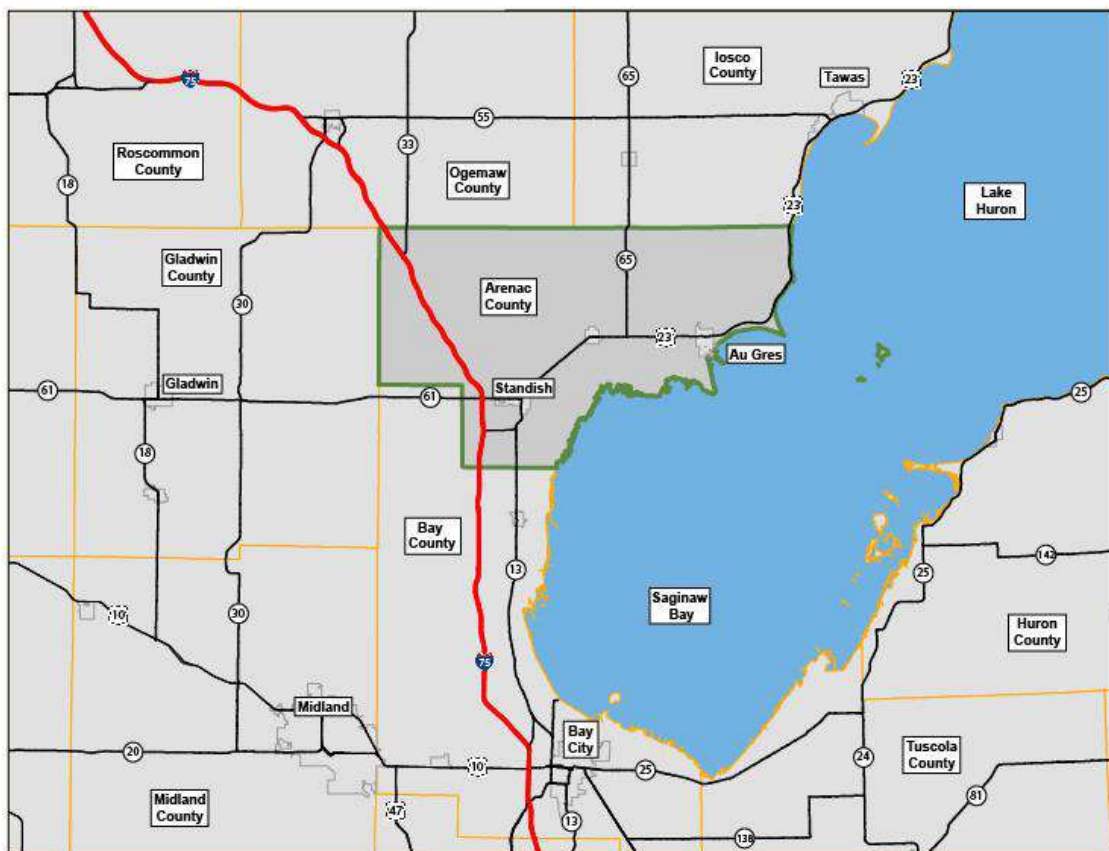 Iosco
County
Tawas
23
75
65
55
33
Roscommon
County
18
Ogemaw
County
Lake
Huron
23
Gladwin
County
Arenac
County
65
30
23
Au Gres
Gladwin
61
Standish
61
25
18
Bay
County
13
142
25
10
30
Saginaw
Bay
Huron
County
75
Midland
Bay
City
20
10
25
24
Tuscola
County
Midland
County
47
13
138
81